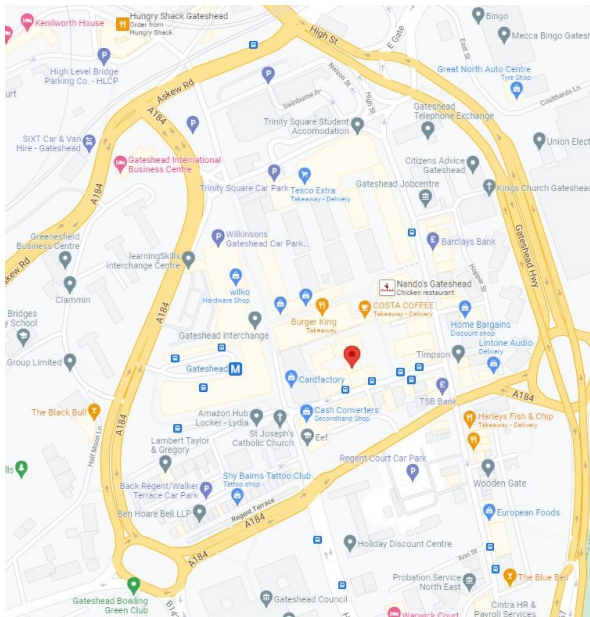 Kenilworth House
Hungry Shack Gateshead
Order from
Hungry Shack
Bingo
Mecca Bingo Gatesh
High St
E Gate
East St
High Level Bridge
Parking Co. - HLCP
Askew Rd
A184
Great North Auto Centre
Tyre Shop
Coulthards Ln
Nelson St
Swinburne Pl
High St
Gateshead
Telephone Exchange
Trinity Square Student
Accomodation
SIXT Car & Van
Hire - Gateshead
Union Elect
Gateshead International
Business Centre
Citizens Advice
Gateshead
Trinity Square Car Park
Tesco Extra
Takeaway - Delivery
Gateshead Jobcentre
Kings Church Gateshead
A184
Wilkinsons
Gateshead Car Park...
Barclays Bank
Gateshead Hwy
Greenesfield
Business Centre
learningSkills
Interchange Centre
Askew Rd
Clammin
wilko
Hardware Shop
Nando's Gateshead
Chicken restaurant
Burger King
Takeaway
COSTA COFFEE
Takeaway - Delivery
Home Bargains
Discount shop
Bridges
y School
Gateshead Interchange
Lintone Audio
Delivery
Timpson
Group Limited
Gateshead
M
Cardfactory
A184
TSB Bank
The Black Bull
A184
Amazon Hub
Locker - Lydia
Cash Converters
Secondhand Shop
Harleys Fish & Chip
Takeaway - Delivery
Half Moon Ln
Lambert Taylor
& Gregory
St Joseph's
Catholic Church
Eef
Regent Court Car Park
lls
Shy Bairns Tattoo Club
Tattoo shop
Back Regent/Walker
Terrace Car Park
Wooden Gate
Ben Hoare Bell LLP
Regent Terrace
A184
European Foods
A184
Holiday Discount Centre
Ann St
Probation Service
North East
The Blue Bell
Gateshead Bowling
Green Club
Gateshead Council
Warwick Court
Cintra HR &
Payroll Services